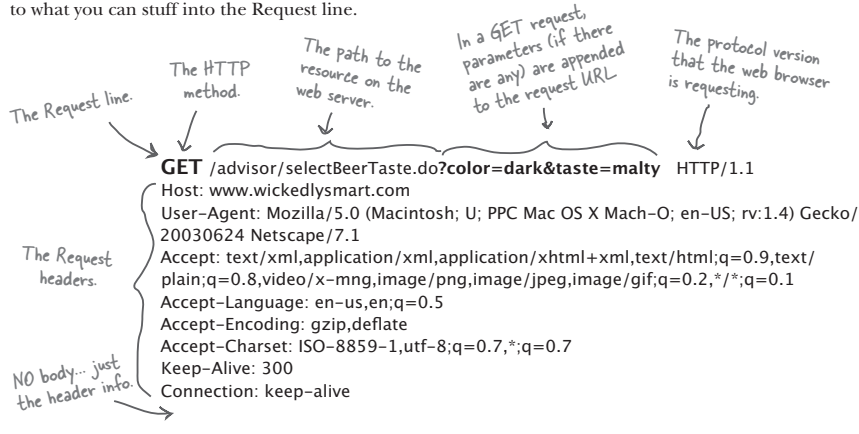 to what you can stuff into the Request line.
The Request line.
The HTTP
method.
The path to the
resource on the
web server.
In a GET request,
parameters (if there
are any) are appended
to the request URL
The protocol version
that the web browser
is requesting.
GET /advisor/selectBeerTaste.do?color=dark&taste=malty HTTP/1.1
Host: www.wickedlysmart.com
User-Agent: Mozilla/5.0 (Macintosh; U; PPC Mac OS X Mach-O; en-US; rv:1.4) Gecko/
20030624 Netscape/7.1
Accept: text/xml,application/xml,application/xhtml+xml,text/html;q=0.9,text/
plain;q=0.8,video/x-mng,image/png,image/jpeg,image/gif;q=0.2,*/*;q=0.1
Accept-Language: en-us,en;q=0.5
Accept-Encoding: gzip,deflate
Accept-Charset: ISO-8859-1,utf-8;q=0.7,*;q=0.7
Keep-Alive: 300
Connection: keep-alive
The Request
headers.
NO body... just
the header info.